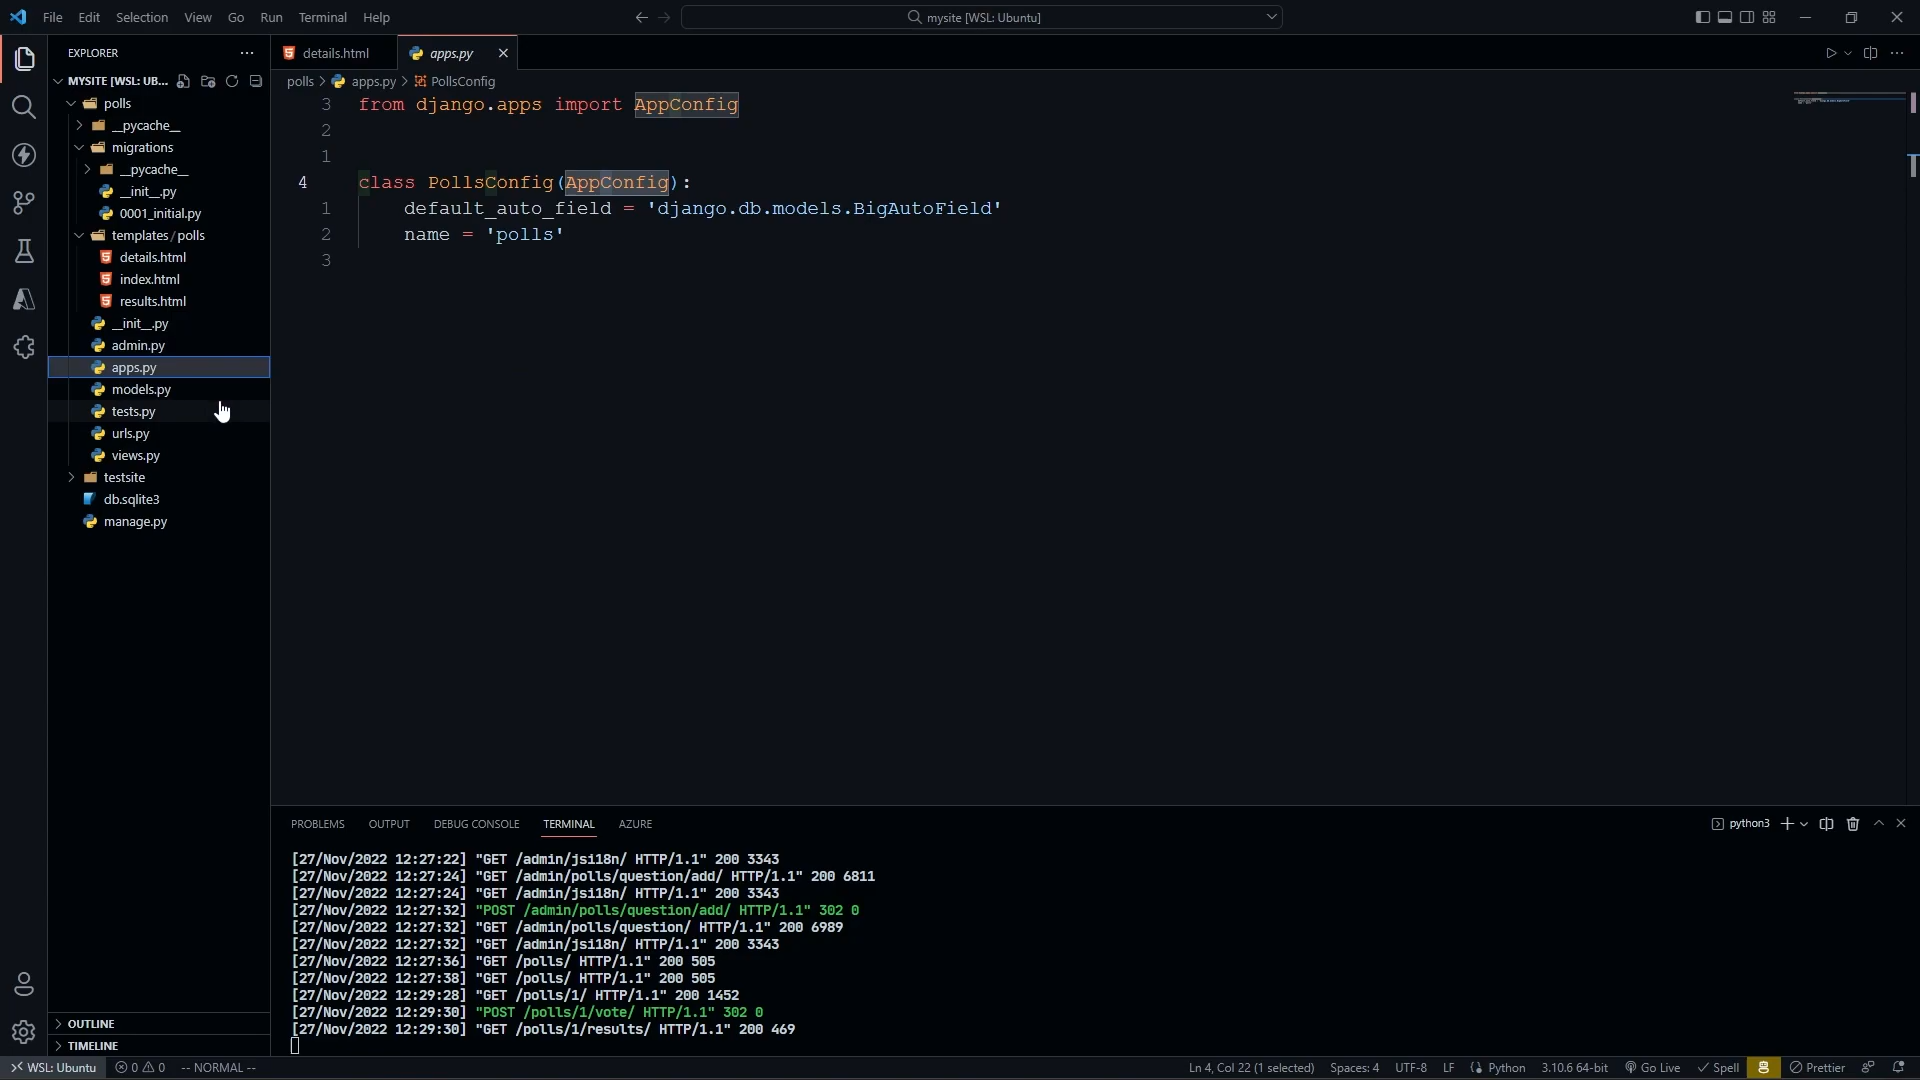 File Edit Selection View Go Run Terminal Help
mysite [WSL: Ubuntu]
EXPLORER
MYSITE [WSL: UB...
polls
__pycache__
migrations
__pycache__
__init__.py
0001_initial.py
templates/polls
details.html
index.html
results.html
__init__.py
admin.py
apps.py
models.py
tests.py
urls.py
views.py
testsite
db.sqlite3
manage.py
OUTLINE
TIMELINE
details.html apps.py
polls > apps.py > PollsConfig
3 from django.apps import AppConfig
2
1
4 class PollsConfig(AppConfig):
1 default_auto_field = 'django.db.models.BigAutoField'
2 name = 'polls'
3
PROBLEMS OUTPUT DEBUG CONSOLE TERMINAL AZURE
python3
[27/Nov/2022 12:27:22] "GET /admin/jsi18n/ HTTP/1.1" 200 3343
[27/Nov/2022 12:27:24] "GET /admin/polls/question/add/ HTTP/1.1" 200 6811
[27/Nov/2022 12:27:24] "GET /admin/jsi18n/ HTTP/1.1" 200 3343
[27/Nov/2022 12:27:32] "POST /admin/polls/question/add/ HTTP/1.1" 302 0
[27/Nov/2022 12:27:32] "GET /admin/polls/question/ HTTP/1.1" 200 6989
[27/Nov/2022 12:27:32] "GET /admin/jsi18n/ HTTP/1.1" 200 3343
[27/Nov/2022 12:27:36] "GET /polls/ HTTP/1.1" 200 505
[27/Nov/2022 12:27:38] "GET /polls/ HTTP/1.1" 200 505
[27/Nov/2022 12:29:28] "GET /polls/1/ HTTP/1.1" 200 1452
[27/Nov/2022 12:29:30] "POST /polls/1/vote/ HTTP/1.1" 302 0
[27/Nov/2022 12:29:30] "GET /polls/1/results/ HTTP/1.1" 200 469
WSL: Ubuntu 0 0 -- NORMAL -- Ln 4, Col 22 (1 selected) Spaces: 4 UTF-8 LF Python 3.10.6 64-bit Go Live Spell Prettier